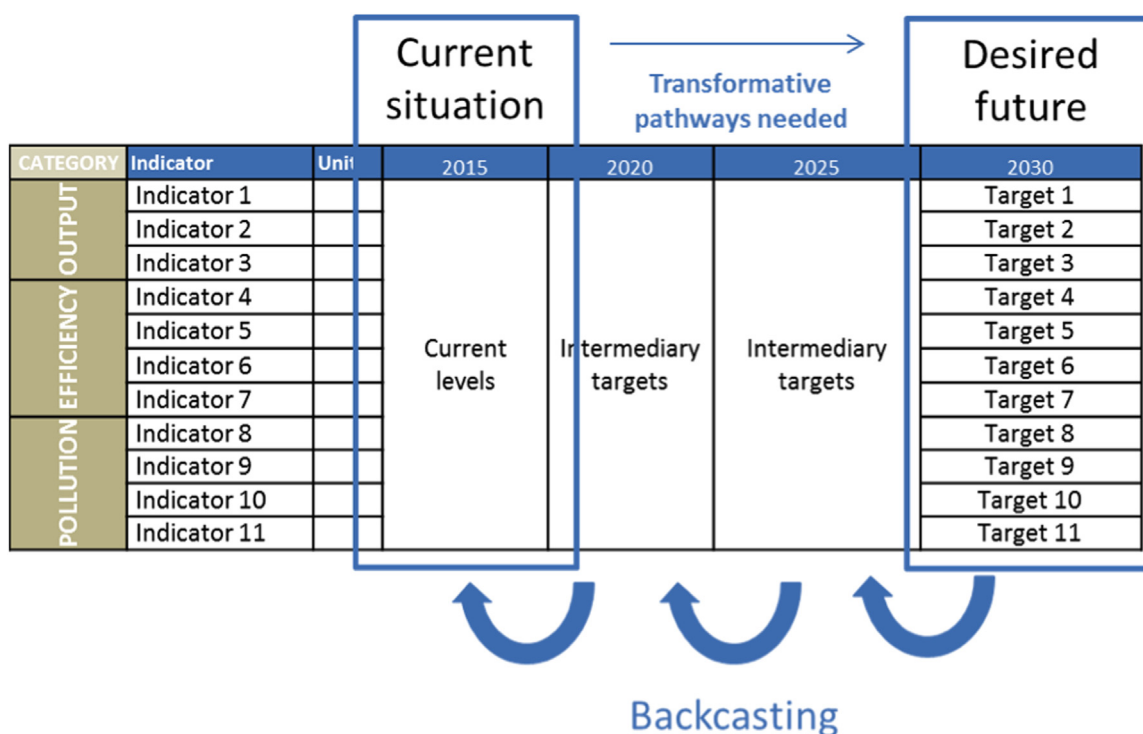 Current
situation
Transformative
pathways needed
Desired
future
CATEGORY Indicator Unit 2015 2020 2025 2030
OUTPUT
Indicator 1 Target 1
Indicator 2 Target 2
Indicator 3 Target 3
EFFICIENCY
Indicator 4 Target 4
Indicator 5 Target 5
Indicator 6 Target 6
Indicator 7 Target 7
POLLUTION
Indicator 8 Target 8
Indicator 9 Target 9
Indicator 10 Target 10
Indicator 11 Target 11
Current
levels
Intermediary
targets
Intermediary
targets
Backcasting